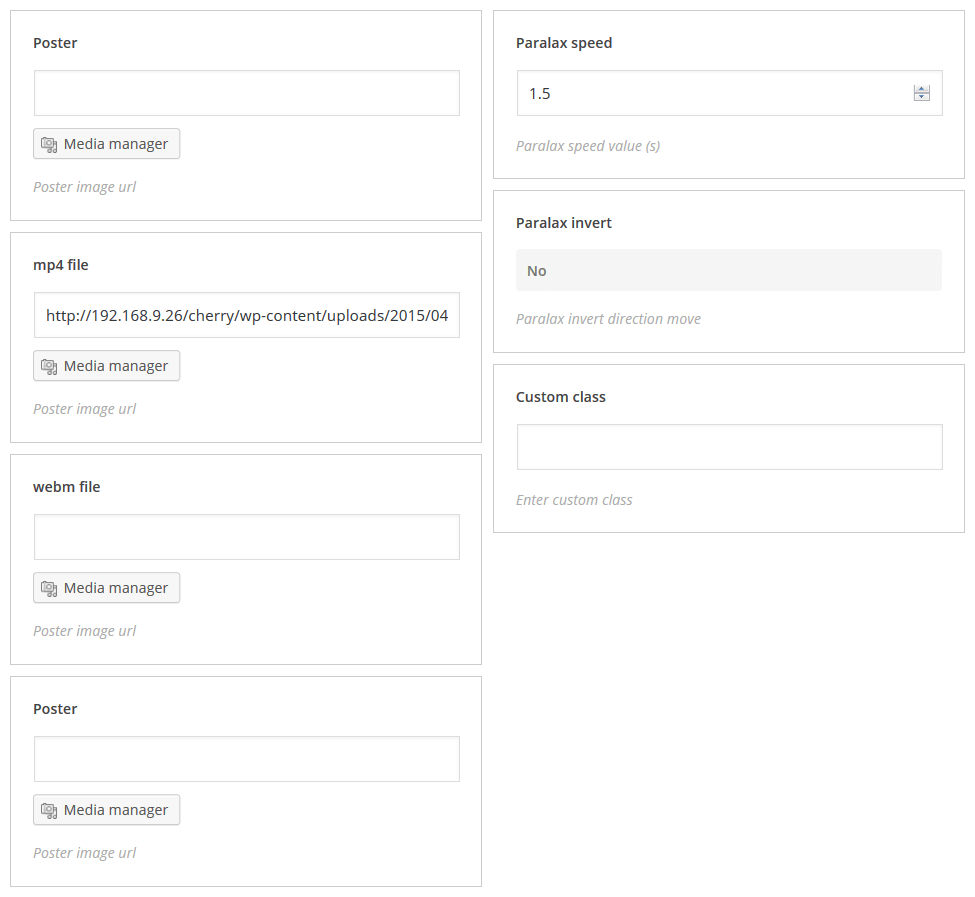 Poster
Media manager
Poster image url
mp4 file
http://192.168.9.26/cherry/wp-content/uploads/2015/04
Media manager
Poster image url
webm file
Media manager
Poster image url
Poster
Media manager
Poster image url
Paralax speed
1.5
Paralax speed value (s)
Paralax invert
No
Paralax invert direction move
Custom class
Enter custom class